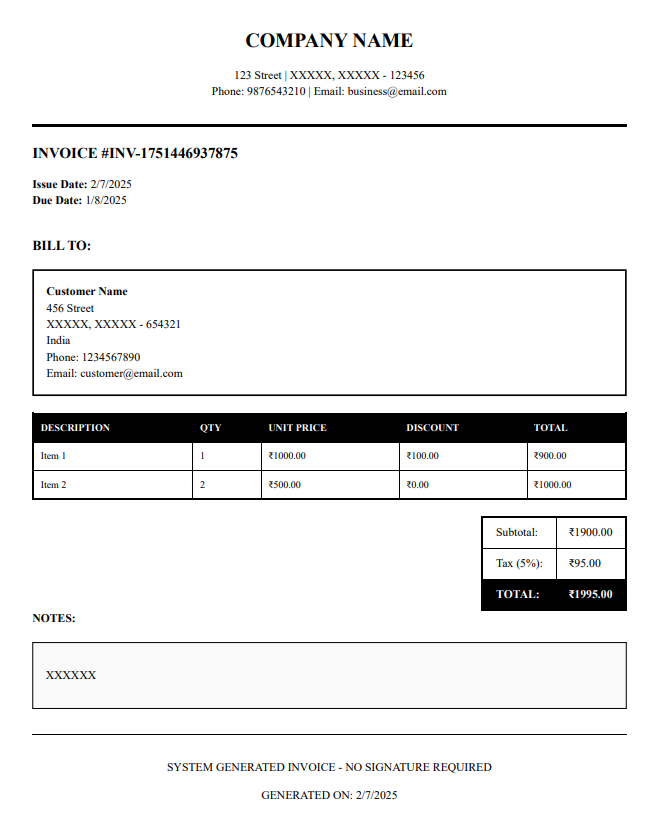 COMPANY NAME
123 Street | XXXXX, XXXXX - 123456
Phone: 9876543210 | Email: business@email.com
INVOICE #INV-1751446937875
Issue Date: 2/7/2025
Due Date: 1/8/2025
BILL TO:
Customer Name
456 Street
XXXXX, XXXXX - 654321
India
Phone: 1234567890
Email: customer@email.com
DESCRIPTION QTY UNIT PRICE DISCOUNT TOTAL
Item 1 1 ₹1000.00 ₹100.00 ₹900.00
Item 2 2 ₹500.00 ₹0.00 ₹1000.00
Subtotal: ₹1900.00
Tax (5%): ₹95.00
TOTAL: ₹1995.00
NOTES:
XXXXXX
SYSTEM GENERATED INVOICE - NO SIGNATURE REQUIRED
GENERATED ON: 2/7/2025